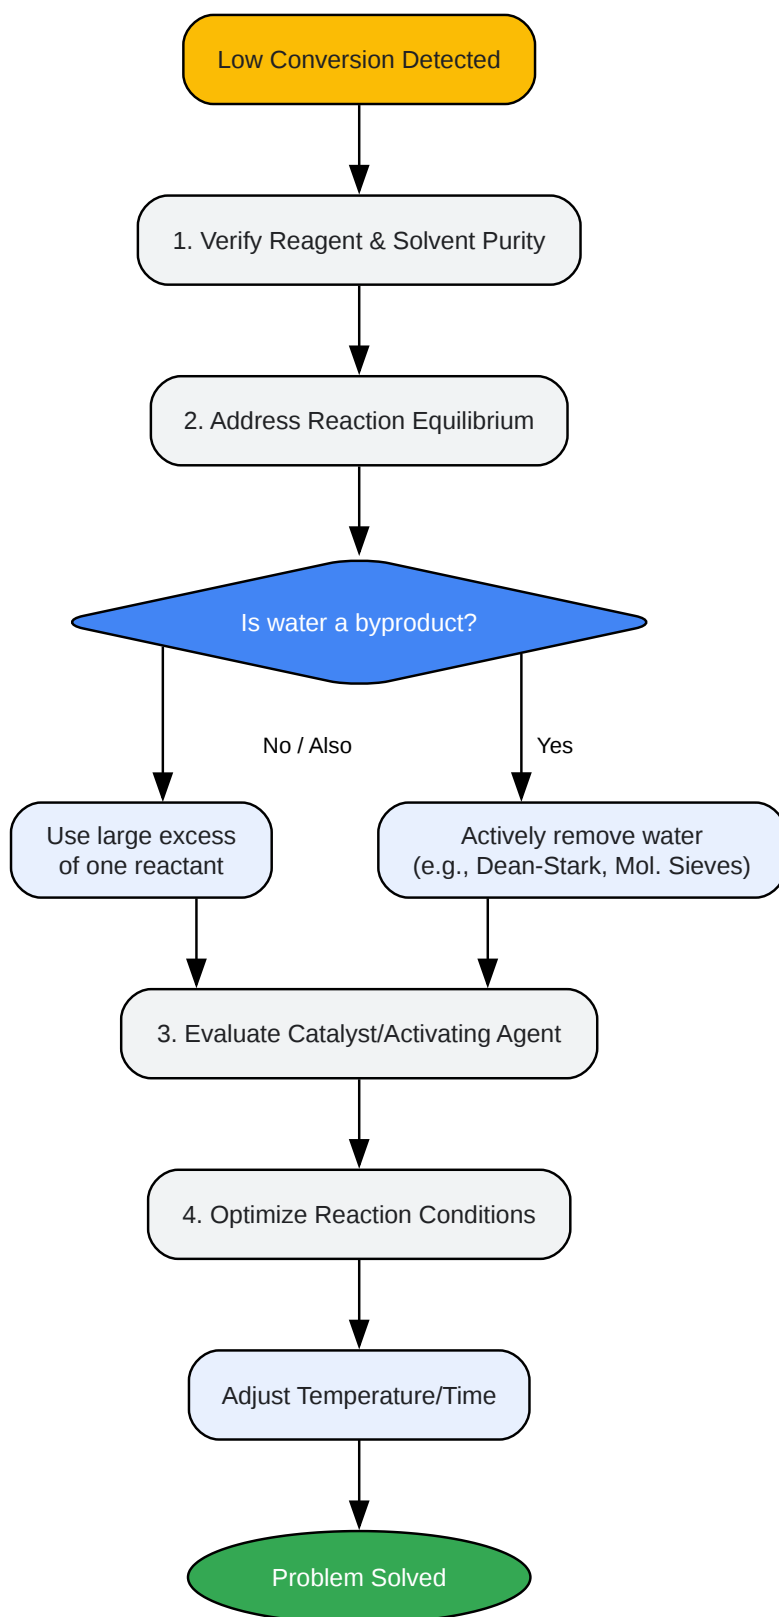 Low Conversion Detected
1. Verify Reagent & Solvent Purity
2. Address Reaction Equilibrium
Is water a byproduct?
No / Also
Yes
Use large excess
of one reactant
Actively remove water
(e.g., Dean-Stark, Mol. Sieves)
3. Evaluate Catalyst/Activating Agent
4. Optimize Reaction Conditions
Adjust Temperature/Time
Problem Solved